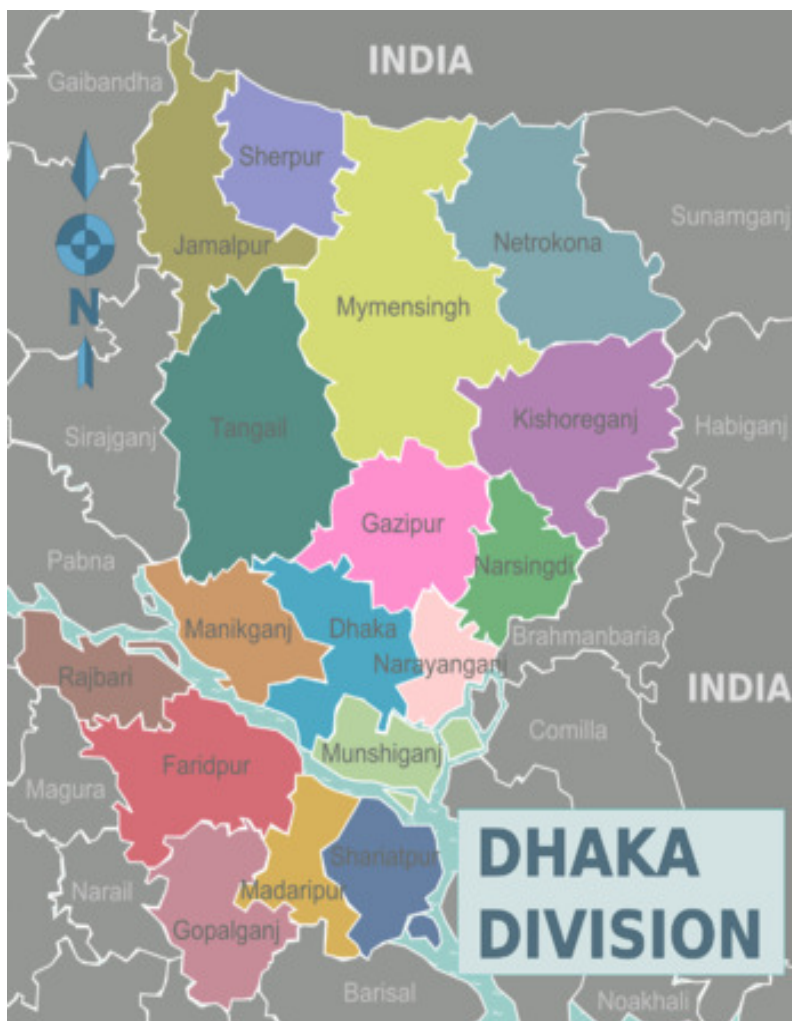 INDIA
Gaibandha
Sherpur
Sunamganj
Jamalpur
Netrokona
N
Mymensingh
Kishoreganj
Habiganj
Tangail
Sirajganj
Gazipur
Pabna
Narsingdi
Manikganj
Dhaka
Brahmanbaria
Narayanganj
Rajbari
INDIA
Comilla
Munshiganj
Faridpur
Magura
DHAKA
DIVISION
Shariatpur
Madaripur
Narail
Gopalganj
Barisal
Noakhali